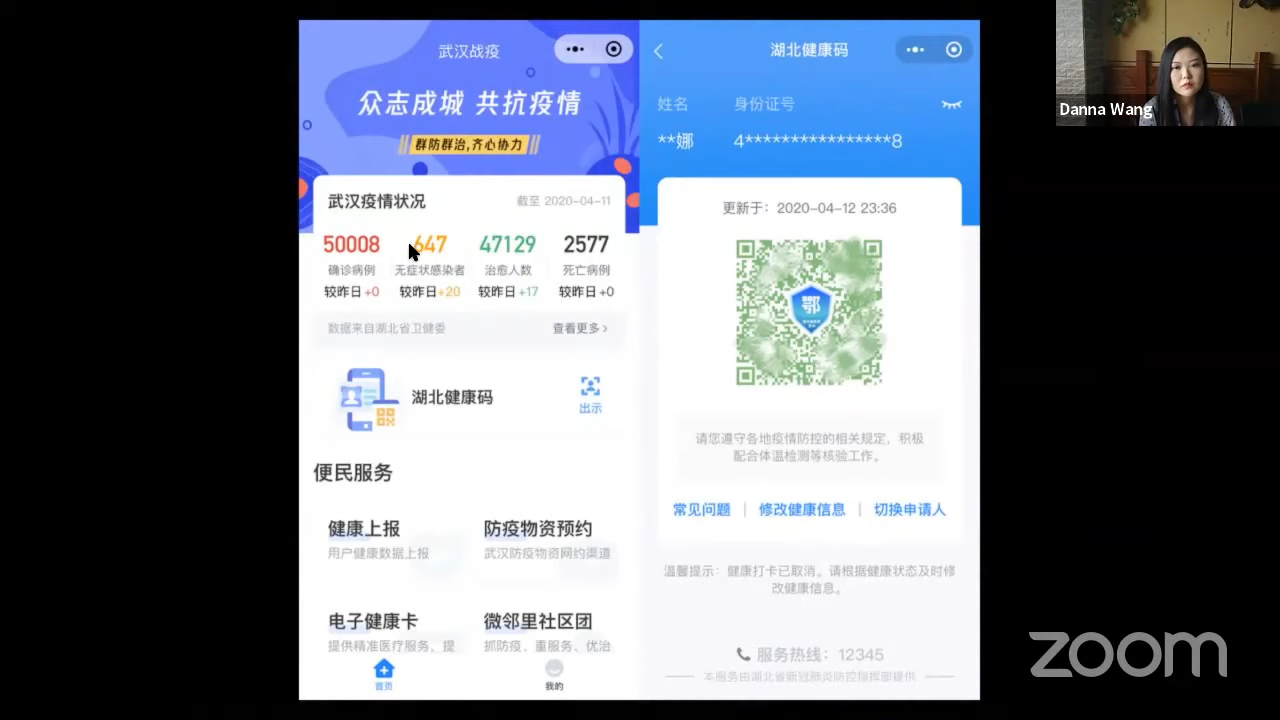 武汉战疫
众志成城 共抗疫情
群防群治,齐心协力
武汉疫情状况
截至 2020-04-11
50008 647 47129 2577
确诊病例 无症状感染者 治愈人数 死亡病例
较昨日+0 较昨日+20 较昨日+17 较昨日+0
数据来自湖北省卫健委
查看更多 >
湖北健康码
出示
便民服务
健康上报
用户健康数据上报
防疫物资预约
武汉防疫物资网约渠道
电子健康卡
提供精准医疗服务，提
微邻里社区团
抓防疫、重服务、优治
首页
我的
湖北健康码
姓名 身份证号
**娜 4****************8
更新于：2020-04-12 23:36
鄂
请您遵守各地疫情防控的相关规定，积极
配合体温检测等核验工作。
常见问题 | 修改健康信息 | 切换申请人
温馨提示：健康打卡已取消。请根据健康状态及时修
改健康信息。
服务热线：12345
本服务由湖北省新冠肺炎防控指挥部提供
Danna Wang
zoom